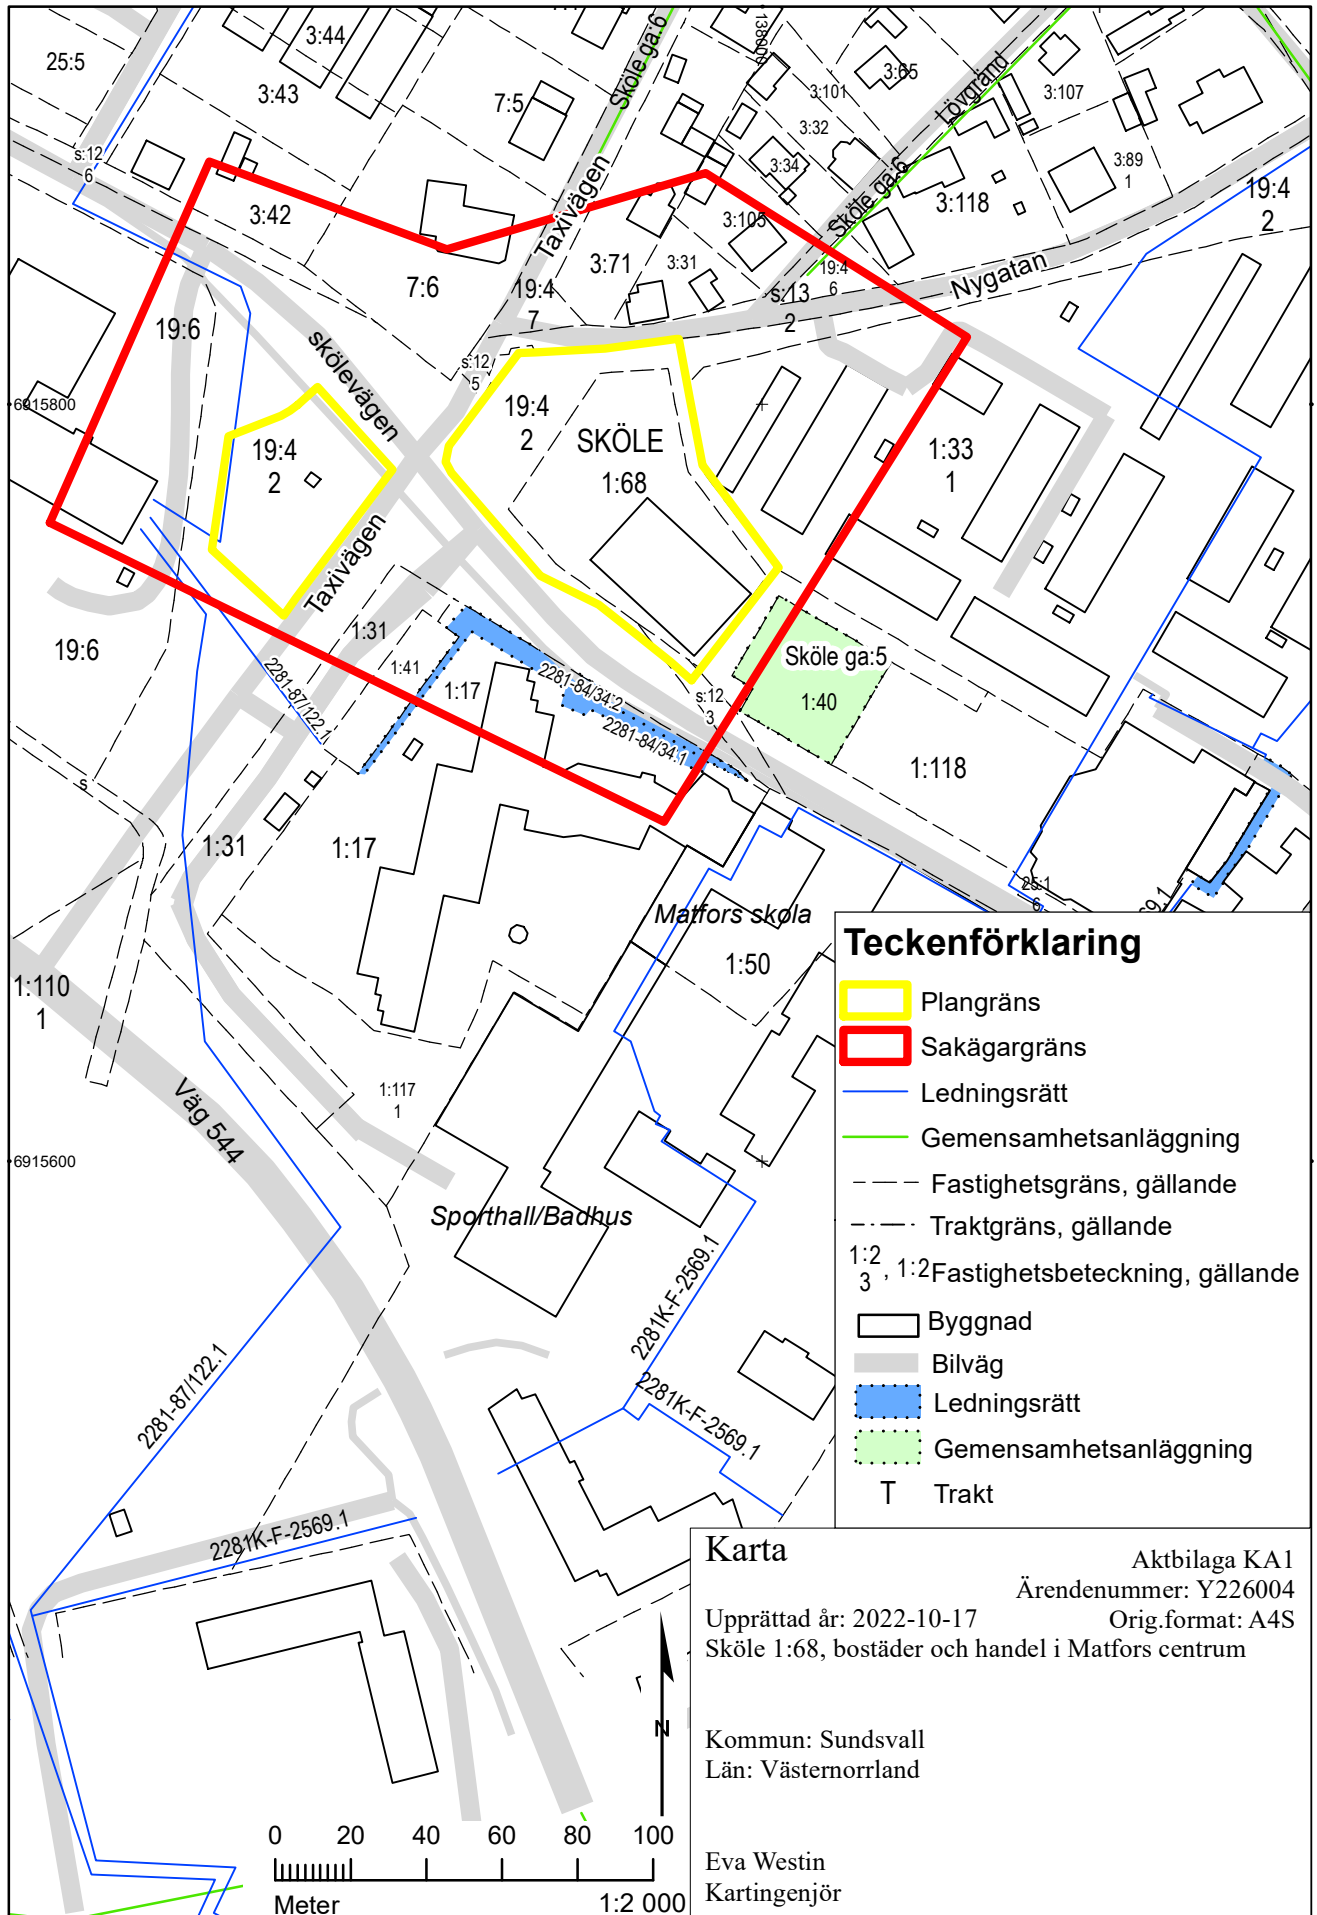 25:5
3:44
3:43
7:5
Sköle ga:6
138000
3:101
3:65
Lövgränd
3:107
3:32
3:34
3:89
1
19:4
2
s:12
6
3:42
7:6
Taxivägen
3:71
3:31
3:105
Sköle ga:6
3:118
19:4
6
s:13
2
Nygatan
19:4
7
19:6
skölevägen
s:12
5
6915800
19:4
2
19:4
2
SKÖLE
1:68
1:33
1
Taxivägen
19:6
1:31
1:41
1:17
2281-87/122.1
2281-84/34.2
2281-84/34.1
s:12
3
Sköle ga:5
1:40
1:118
s
1:31
1:17
25:1
6
69.1
Matfors skola
1:50
1:110
1
Väg 544
1:117
1
6915600
Sporthall/Badhus
2281K-F-2569.1
2281-87/122.1
2281K-F-2569.1
2281K-F-2569.1
Teckenförklaring
Plangräns
Sakägargräns
Ledningsrätt
Gemensamhetsanläggning
Fastighetsgräns, gällande
Traktgräns, gällande
1:2
3 , 1:2 Fastighetsbeteckning, gällande
Byggnad
Bilväg
Ledningsrätt
Gemensamhetsanläggning
T Trakt
Karta
Aktbilaga KA1
Ärendenummer: Y226004
Upprättad år: 2022-10-17 Orig.format: A4S
Sköle 1:68, bostäder och handel i Matfors centrum
Kommun: Sundsvall
Län: Västernorrland
Eva Westin
Kartingenjör
N
0 20 40 60 80 100
Meter 1:2 000